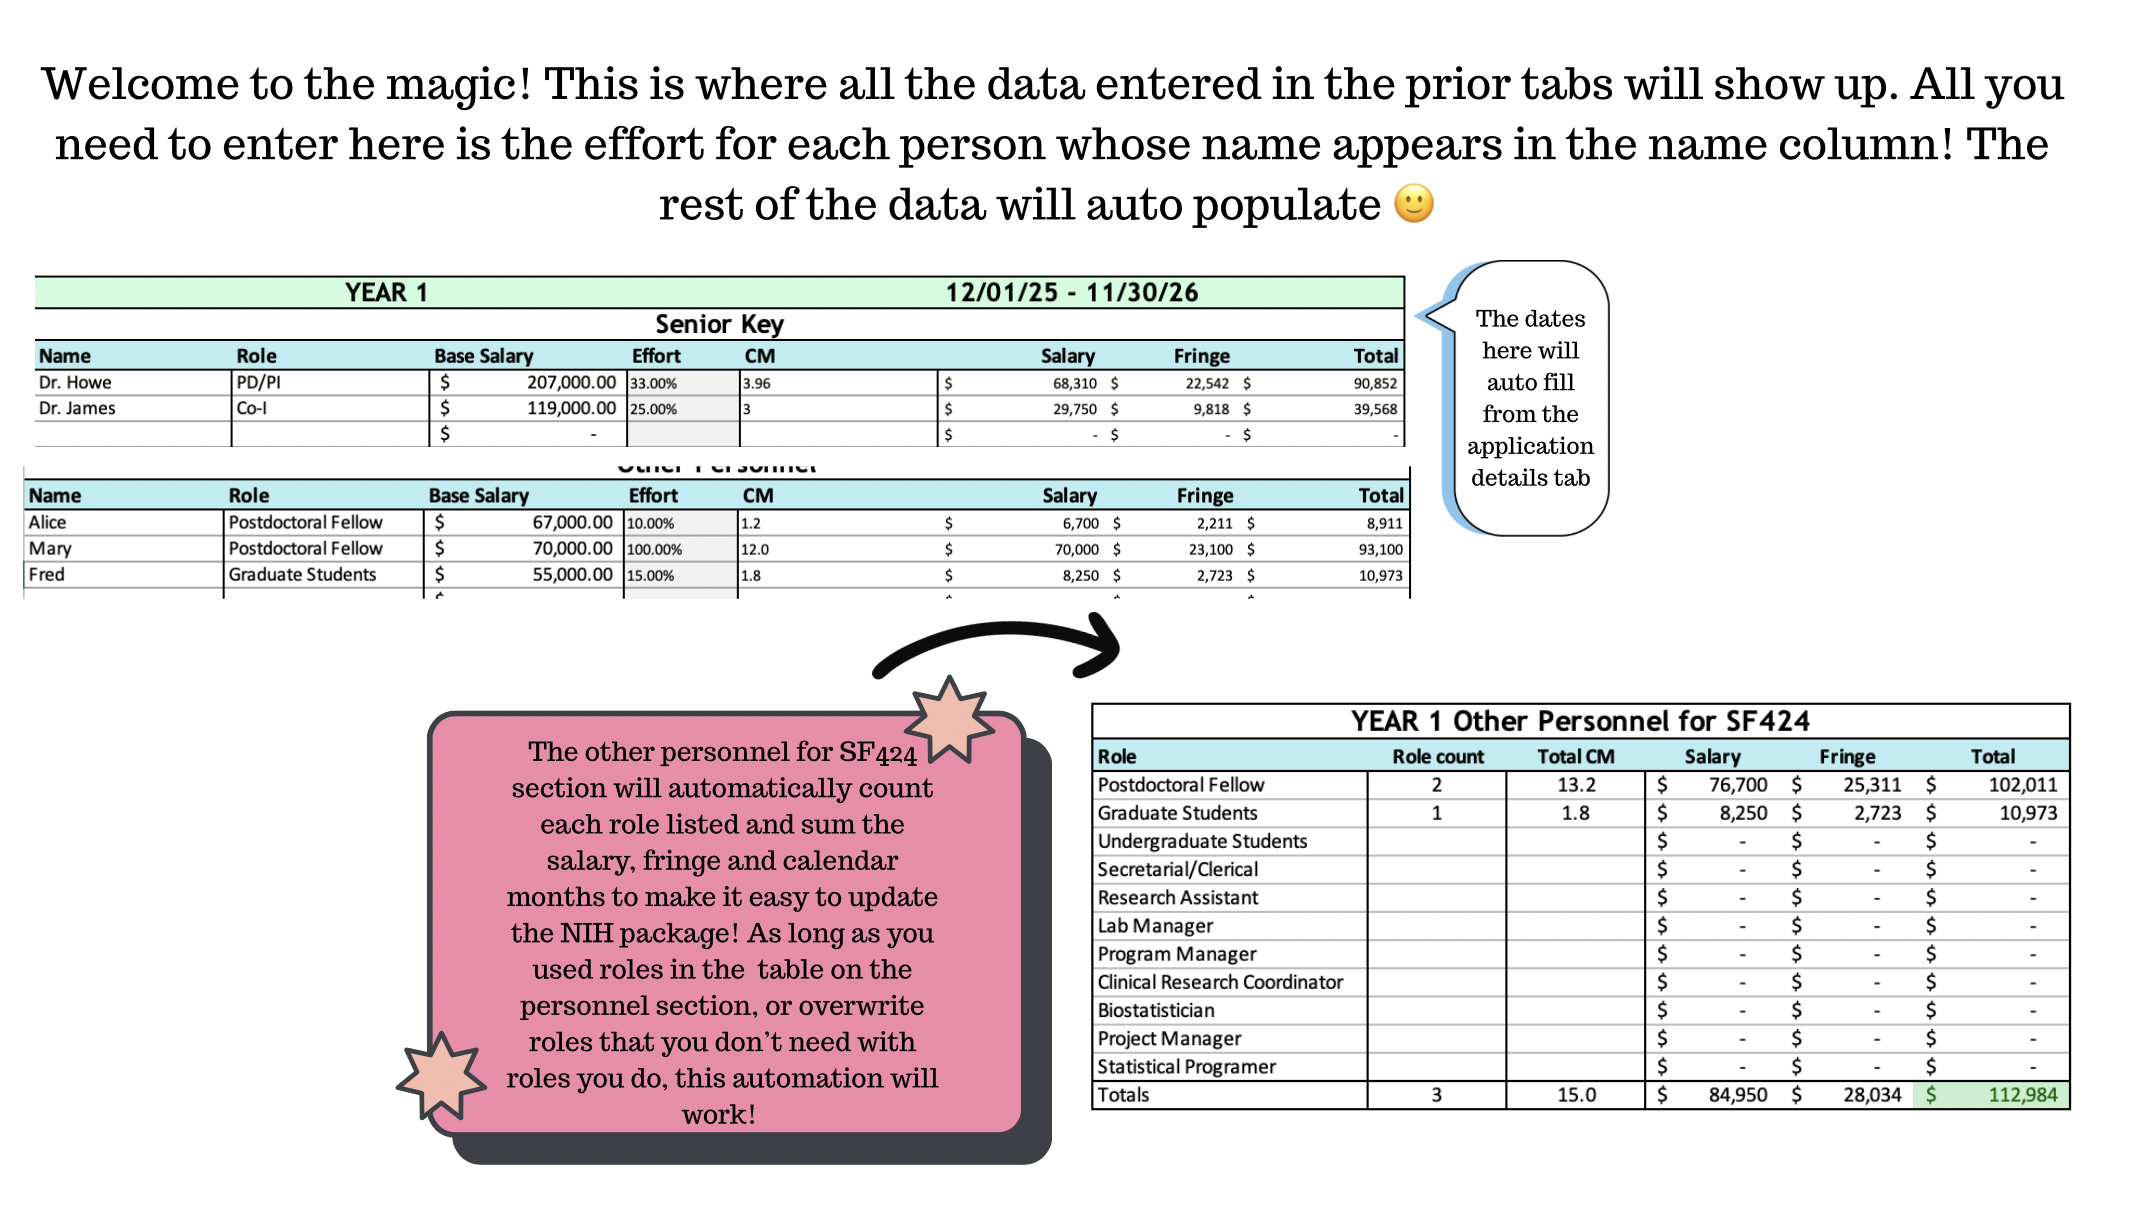 Welcome to the magic! This is where all the data entered in the prior tabs will show up. All you
need to enter here is the effort for each person whose name appears in the name column! The
rest of the data will auto populate 🙂
YEAR 1 12/01/25 - 11/30/26
Senior Key
Name Role Base Salary Effort CM Salary Fringe Total
Dr. Howe PD/PI $ 207,000.00 33.00% 3.96 $ 68,310 $ 22,542 $ 90,852
Dr. James Co-I $ 119,000.00 25.00% 3 $ 29,750 $ 9,818 $ 39,568
$ - $ - $ - $ -
The dates
here will
auto fill
from the
application
details tab
Other Personnel
Name Role Base Salary Effort CM Salary Fringe Total
Alice Postdoctoral Fellow $ 67,000.00 10.00% 1.2 $ 6,700 $ 2,211 $ 8,911
Mary Postdoctoral Fellow $ 70,000.00 100.00% 12.0 $ 70,000 $ 23,100 $ 93,100
Fred Graduate Students $ 55,000.00 15.00% 1.8 $ 8,250 $ 2,723 $ 10,973
The other personnel for SF424
section will automatically count
each role listed and sum the
salary, fringe and calendar
months to make it easy to update
the NIH package! As long as you
used roles in the table on the
personnel section, or overwrite
roles that you don’t need with
roles you do, this automation will
work!
YEAR 1 Other Personnel for SF424
Role Role count Total CM Salary Fringe Total
Postdoctoral Fellow 2 13.2 $ 76,700 $ 25,311 $ 102,011
Graduate Students 1 1.8 $ 8,250 $ 2,723 $ 10,973
Undergraduate Students $ - $ - $ -
Secretarial/Clerical $ - $ - $ -
Research Assistant $ - $ - $ -
Lab Manager $ - $ - $ -
Program Manager $ - $ - $ -
Clinical Research Coordinator $ - $ - $ -
Biostatistician $ - $ - $ -
Project Manager $ - $ - $ -
Statistical Programer $ - $ - $ -
Totals 3 15.0 $ 84,950 $ 28,034 $ 112,984